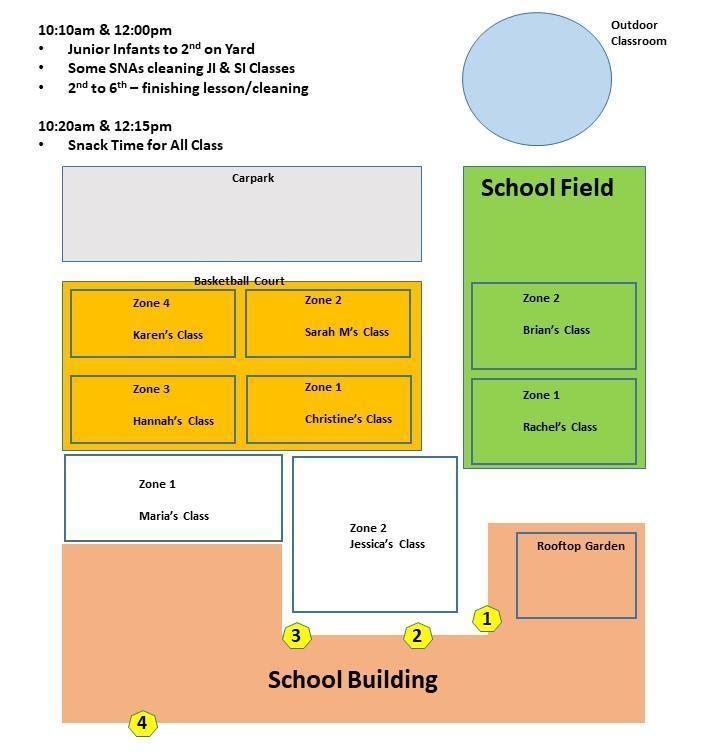 10:10am & 12:00pm
• Junior Infants to 2nd on Yard
• Some SNAs cleaning JI & SI Classes
• 2nd to 6th – finishing lesson/cleaning
10:20am & 12:15pm
• Snack Time for All Class
Outdoor
Classroom
Carpark
School Field
Basketball Court
Zone 4
Karen's Class
Zone 2
Sarah M's Class
Zone 3
Hannah's Class
Zone 1
Christine's Class
Zone 2
Brian's Class
Zone 1
Rachel's Class
Zone 1
Maria's Class
Zone 2
Jessica's Class
Rooftop Garden
1
2
3
School Building
4